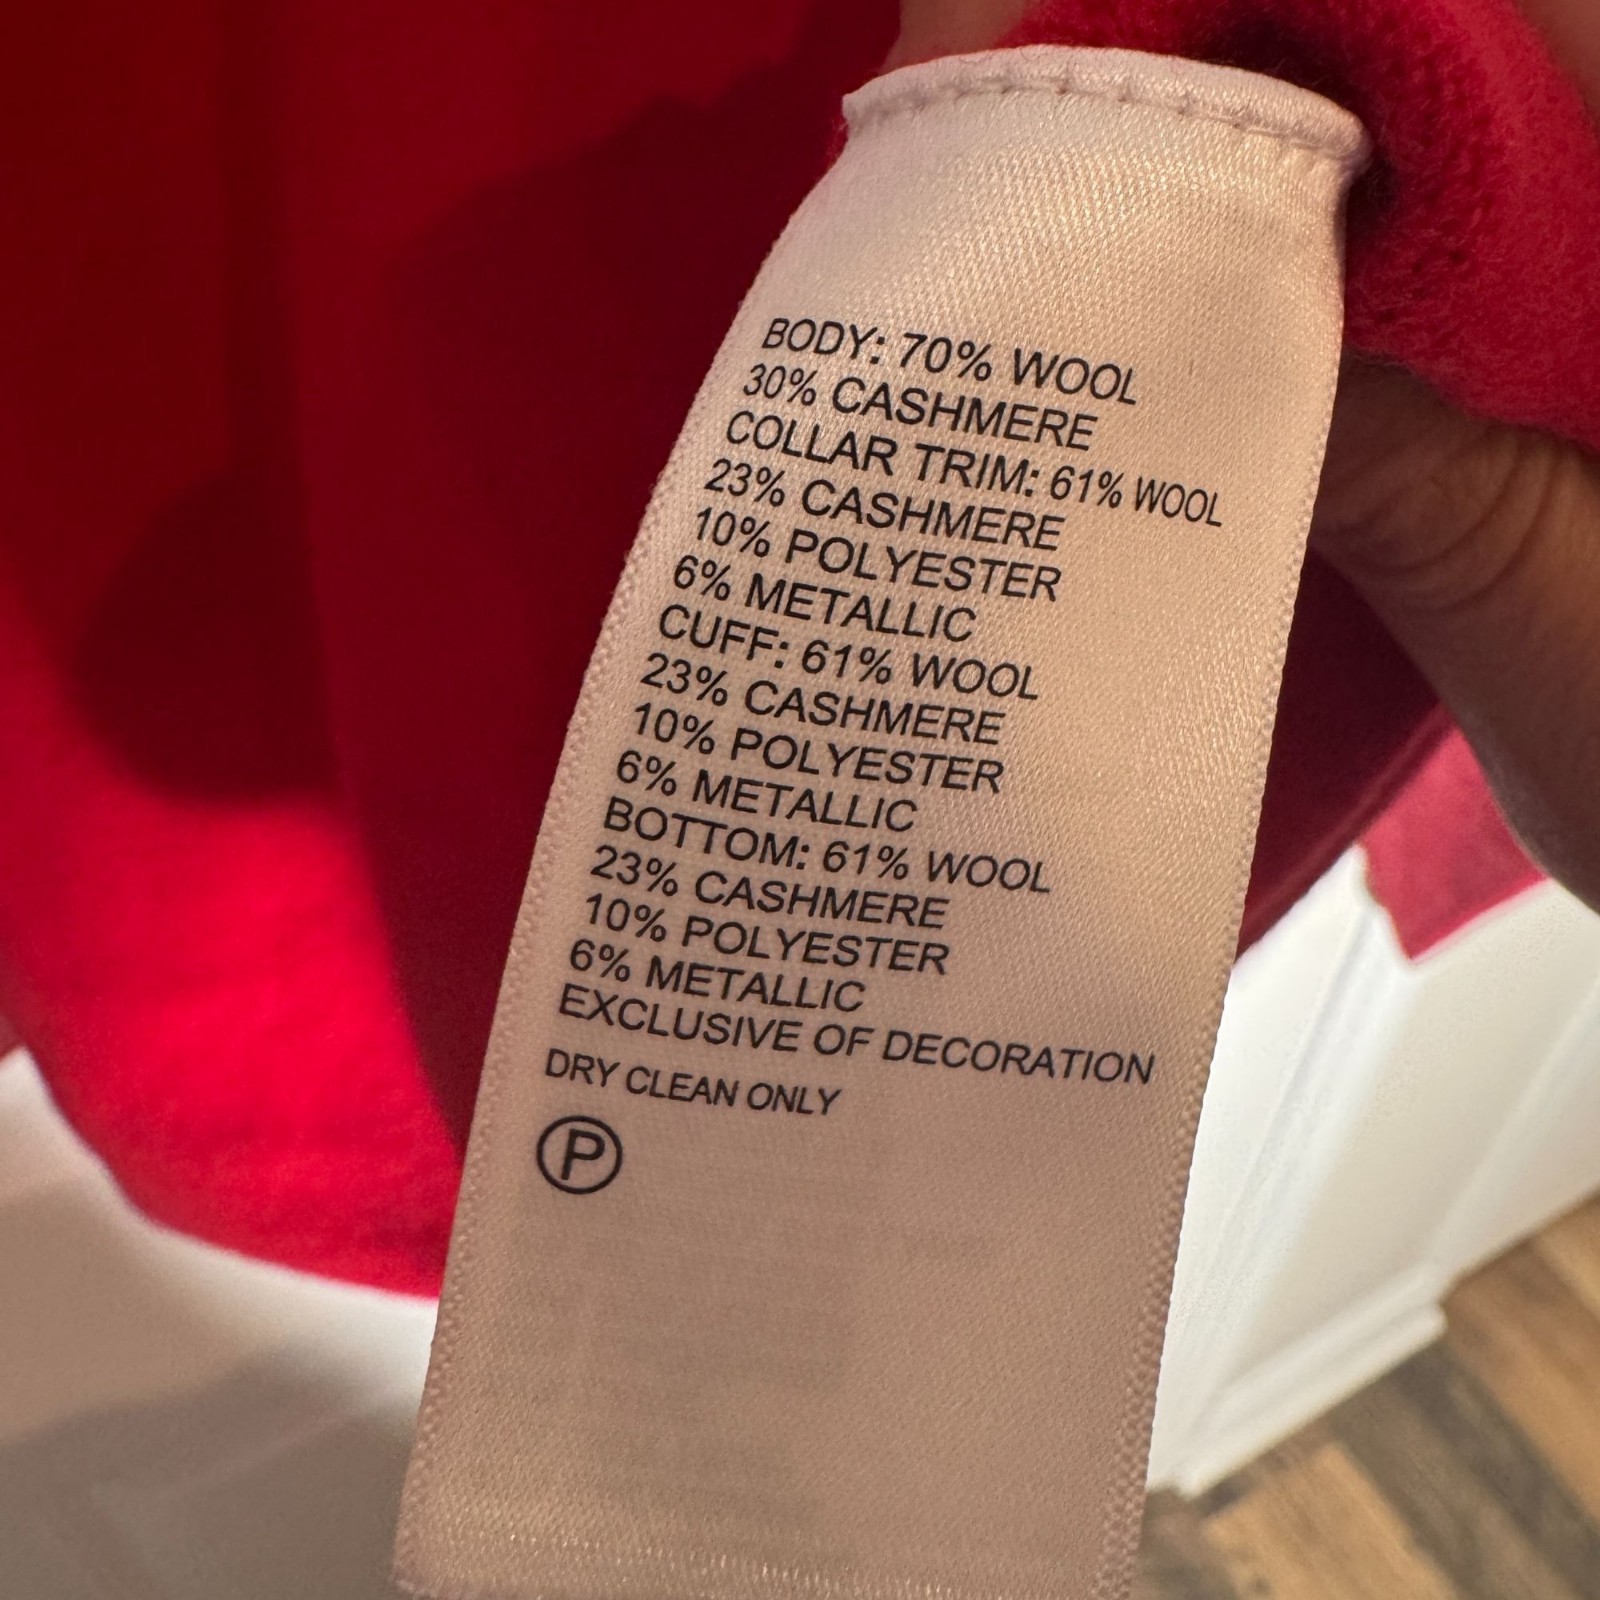 BODY: 70% WOOL
30% CASHMERE
COLLAR TRIM: 61% WOOL
23% CASHMERE
10% POLYESTER
6% METALLIC
CUFF: 61% WOOL
23% CASHMERE
10% POLYESTER
6% METALLIC
BOTTOM: 61% WOOL
23% CASHMERE
10% POLYESTER
6% METALLIC
EXCLUSIVE OF DECORATION
DRY CLEAN ONLY
P